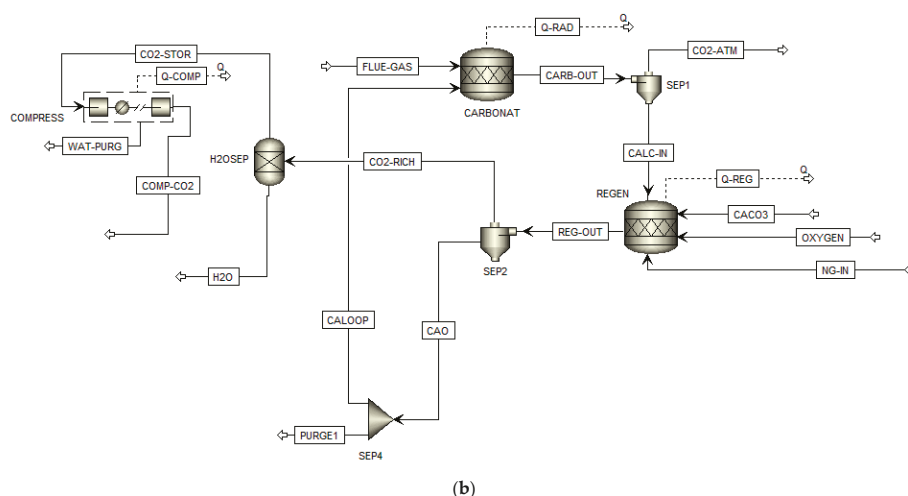 Q-RAD
Q
CO2-STOR
CO2-ATM
FLUE-GAS
Q-COMP
Q
CARB-OUT
SEP1
COMPRESS
CARBONAT
WAT-PURG
H2OSEP
CO2-RICH
CALC-IN
COMP-CO2
Q-REG
Q
REGEN
CACO3
REG-OUT
OXYGEN
SEP2
NG-IN
H2O
CALOOP
CAO
PURGE1
SEP4
(b)